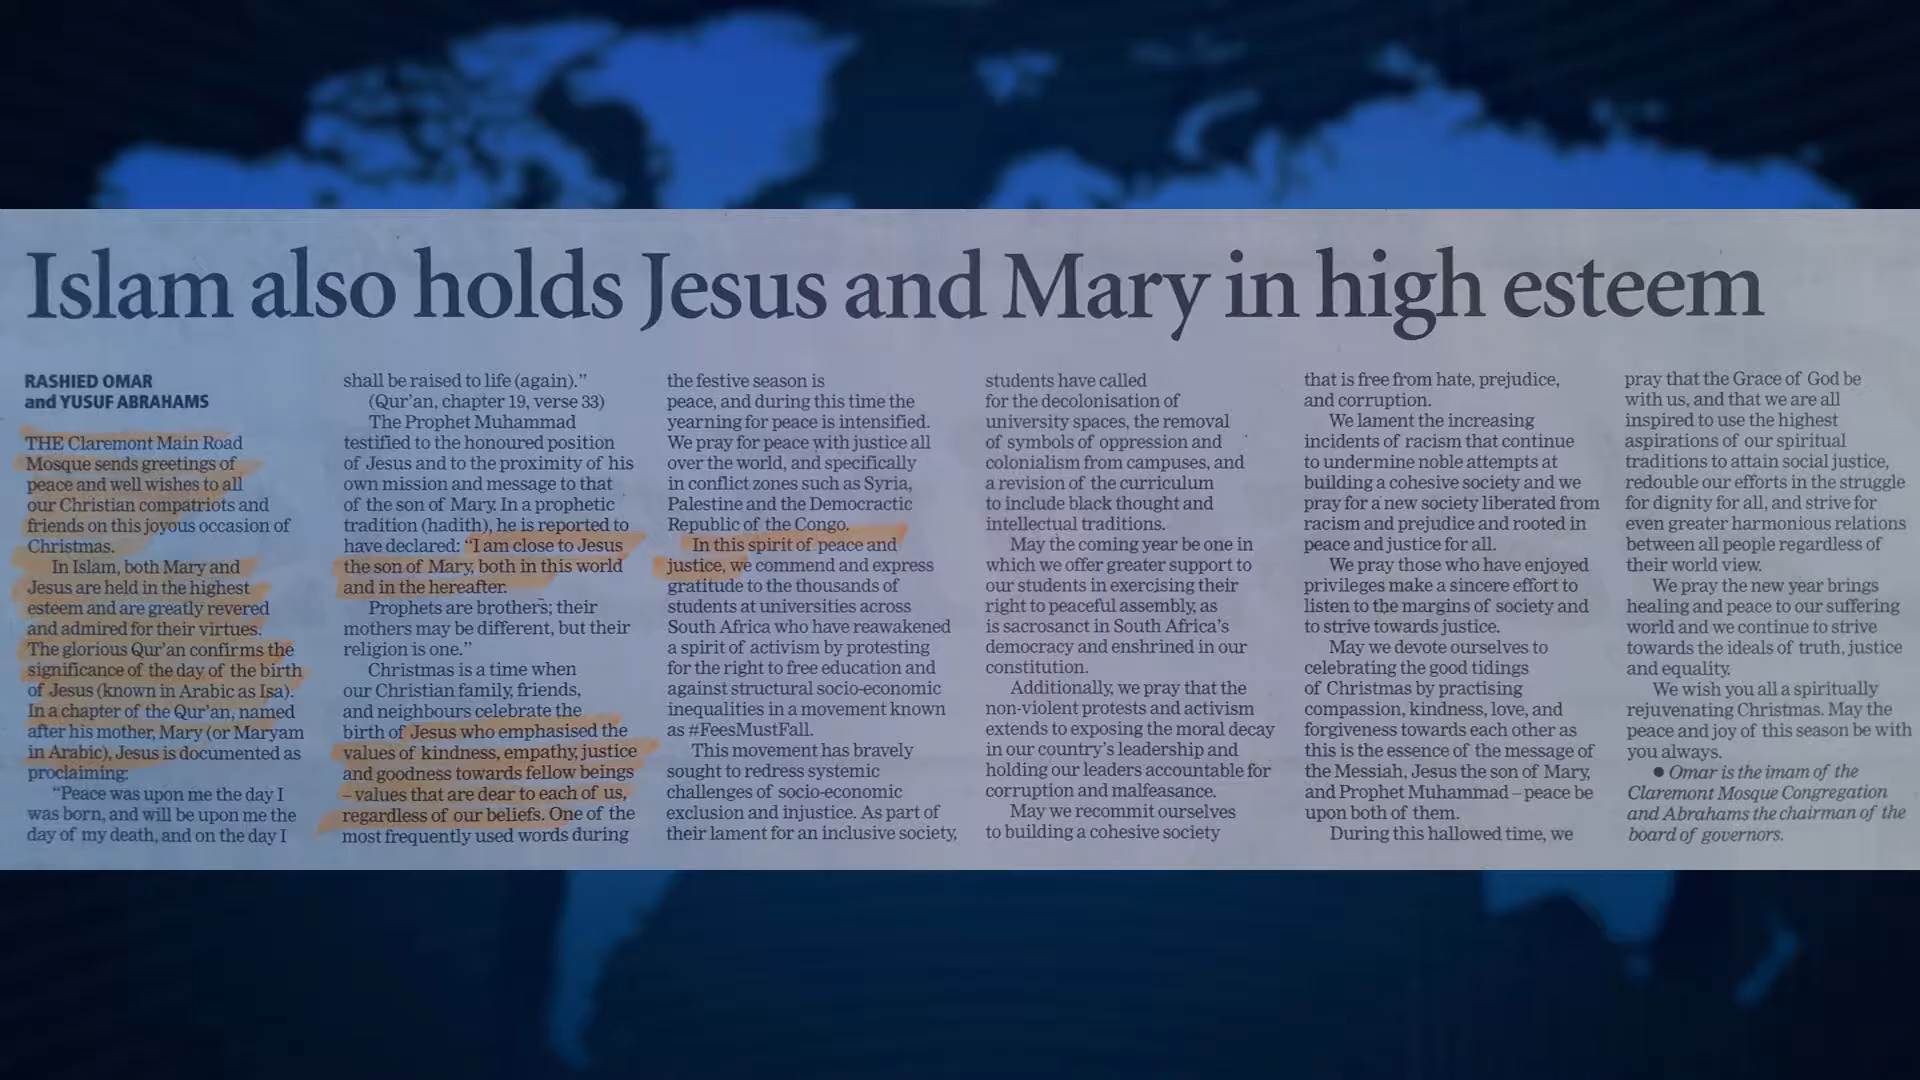 Islam also holds Jesus and Mary in high esteem
RASHIED OMAR
and YUSUF ABRAHAMS
THE Claremont Main Road
Mosque sends greetings of
peace and well wishes to all
our Christian compatriots and
friends on this joyous occasion of
Christmas.
In Islam, both Mary and
Jesus are held in the highest
esteem and are greatly revered
and admired for their virtues.
The glorious Qur'an confirms the
significance of the day of the birth
of Jesus (known in Arabic as Isa).
In a chapter of the Qur'an, named
after his mother, Mary (or Maryam
in Arabic), Jesus is documented as
proclaiming:
"Peace was upon me the day I
was born, and will be upon me the
day of my death, and on the day I
shall be raised to life (again)."
(Qur'an, chapter 19, verse 33)
The Prophet Muhammad
testified to the honoured position
of Jesus and to the proximity of his
own mission and message to that
of the son of Mary. In a prophetic
tradition (hadith), he is reported to
have declared: "I am close to Jesus
the son of Mary, both in this world
and in the hereafter.
Prophets are brothers; their
mothers may be different, but their
religion is one."
Christmas is a time when
our Christian family, friends,
and neighbours celebrate the
birth of Jesus who emphasised the
values of kindness, empathy, justice
and goodness towards fellow beings
– values that are dear to each of us,
regardless of our beliefs. One of the
most frequently used words during
the festive season is
peace, and during this time the
yearning for peace is intensified.
We pray for peace with justice all
over the world, and specifically
in conflict zones such as Syria,
Palestine and the Democractic
Republic of the Congo.
In this spirit of peace and
justice, we commend and express
gratitude to the thousands of
students at universities across
South Africa who have reawakened
a spirit of activism by protesting
for the right to free education and
against structural socio-economic
inequalities in a movement known
as #FeesMustFall.
This movement has bravely
sought to redress systemic
challenges of socio-economic
exclusion and injustice. As part of
their lament for an inclusive society,
students have called
for the decolonisation of
university spaces, the removal
of symbols of oppression and
colonialism from campuses, and
a revision of the curriculum
to include black thought and
intellectual traditions.
May the coming year be one in
which we offer greater support to
our students in exercising their
right to peaceful assembly, as
is sacrosanct in South Africa's
democracy and enshrined in our
constitution.
Additionally, we pray that the
non-violent protests and activism
extends to exposing the moral decay
in our country's leadership and
holding our leaders accountable for
corruption and malfeasance.
May we recommit ourselves
to building a cohesive society
that is free from hate, prejudice,
and corruption.
We lament the increasing
incidents of racism that continue
to undermine noble attempts at
building a cohesive society and we
pray for a new society liberated from
racism and prejudice and rooted in
peace and justice for all.
We pray those who have enjoyed
privileges make a sincere effort to
listen to the margins of society and
to strive towards justice.
May we devote ourselves to
celebrating the good tidings
of Christmas by practising
compassion, kindness, love, and
forgiveness towards each other as
this is the essence of the message of
the Messiah, Jesus the son of Mary,
and Prophet Muhammad – peace be
upon both of them.
During this hallowed time, we
pray that the Grace of God be
with us, and that we are all
inspired to use the highest
aspirations of our spiritual
traditions to attain social justice,
redouble our efforts in the struggle
for dignity for all, and strive for
even greater harmonious relations
between all people regardless of
their world view.
We pray the new year brings
healing and peace to our suffering
world and we continue to strive
towards the ideals of truth, justice
and equality.
We wish you all a spiritually
rejuvenating Christmas. May the
peace and joy of this season be with
you always.
● Omar is the imam of the
Claremont Mosque Congregation
and Abrahams the chairman of the
board of governors.